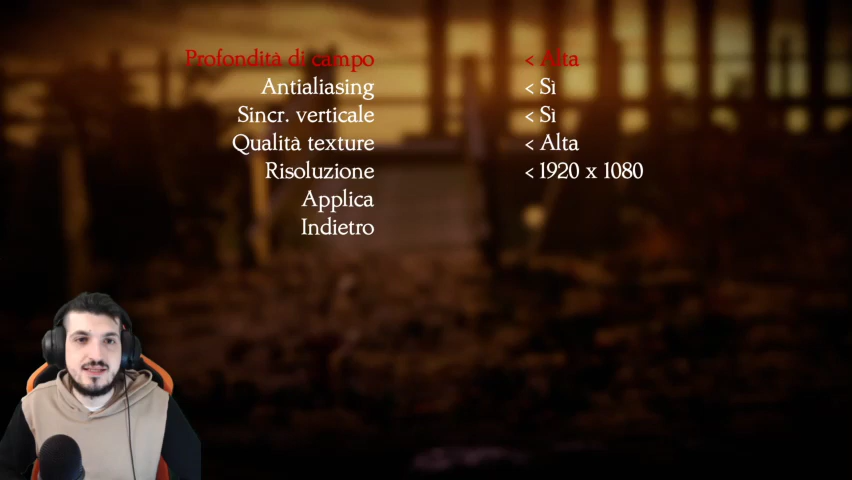 Profondità di campo < Alta
Antialiasing < Sì
Sincr. verticale < Sì
Qualità texture < Alta
Risoluzione < 1920 x 1080
Applica
Indietro